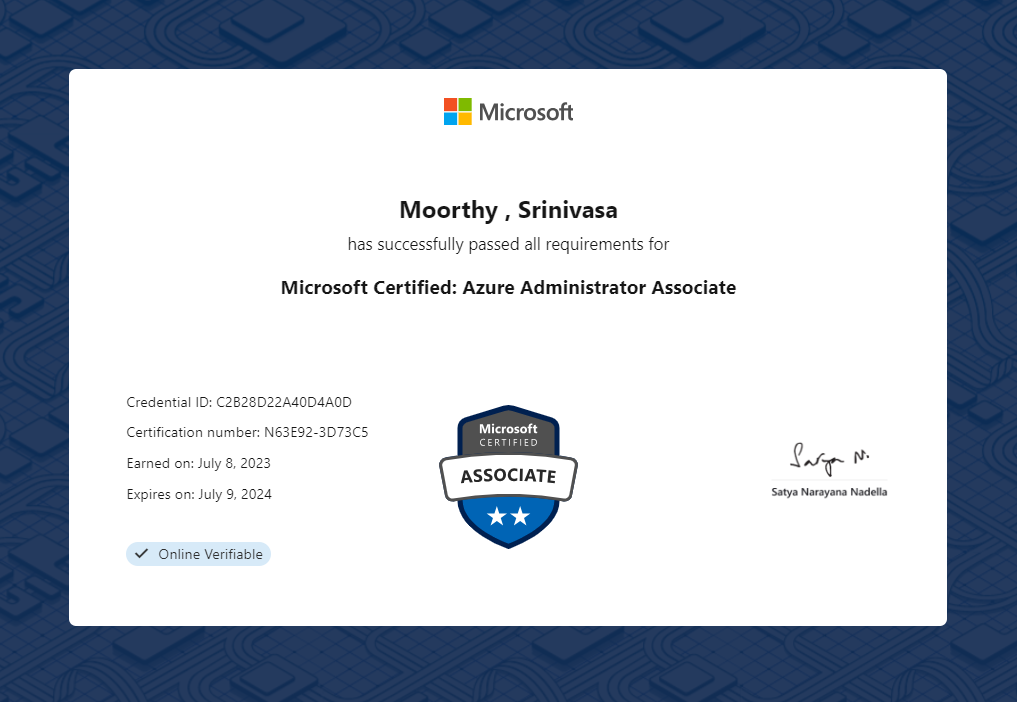 Microsoft
Moorthy , Srinivasa
has successfully passed all requirements for
Microsoft Certified: Azure Administrator Associate
Credential ID: C2B28D22A40D4A0D
Certification number: N63E92-3D73C5
Earned on: July 8, 2023
Expires on: July 9, 2024
Online Verifiable
Microsoft
CERTIFIED
ASSOCIATE
Satya N.
Satya Narayana Nadella